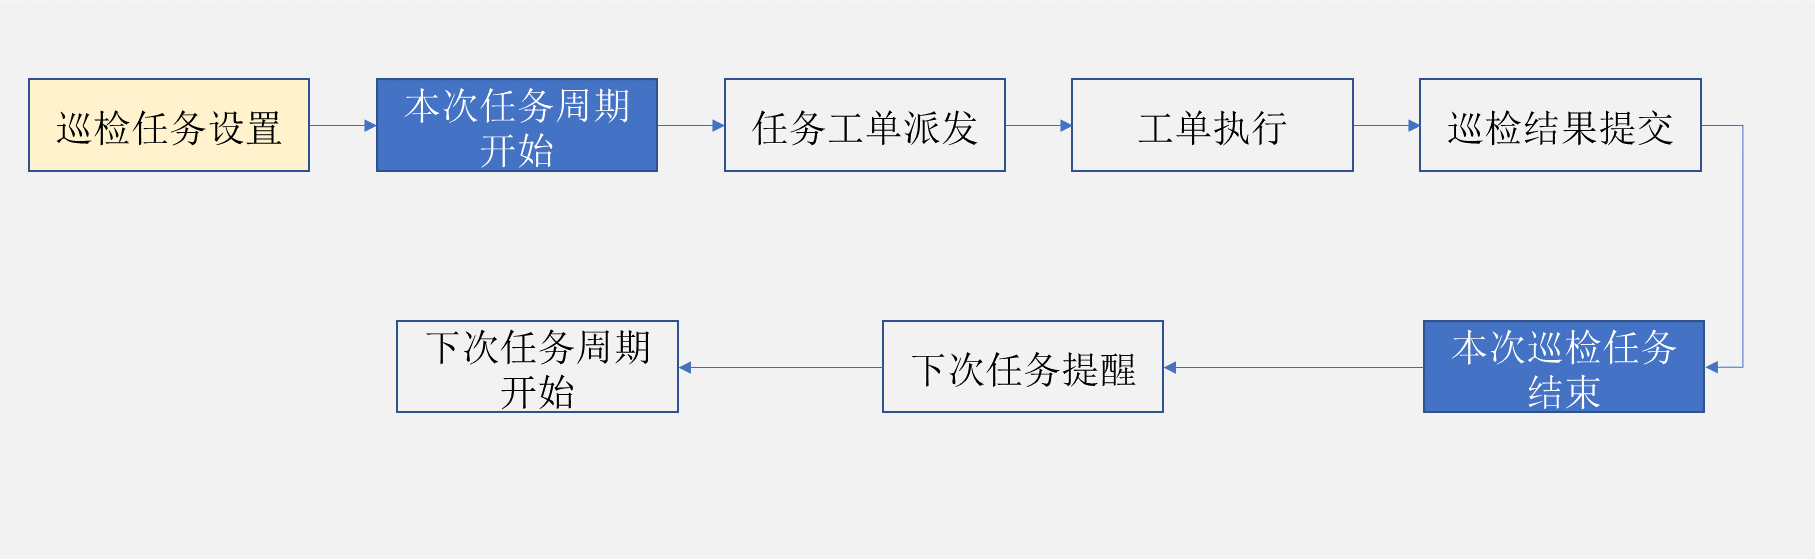 巡检任务设置
本次任务周期
开始
任务工单派发
工单执行
巡检结果提交
本次巡检任务
结束
下次任务提醒
下次任务周期
开始